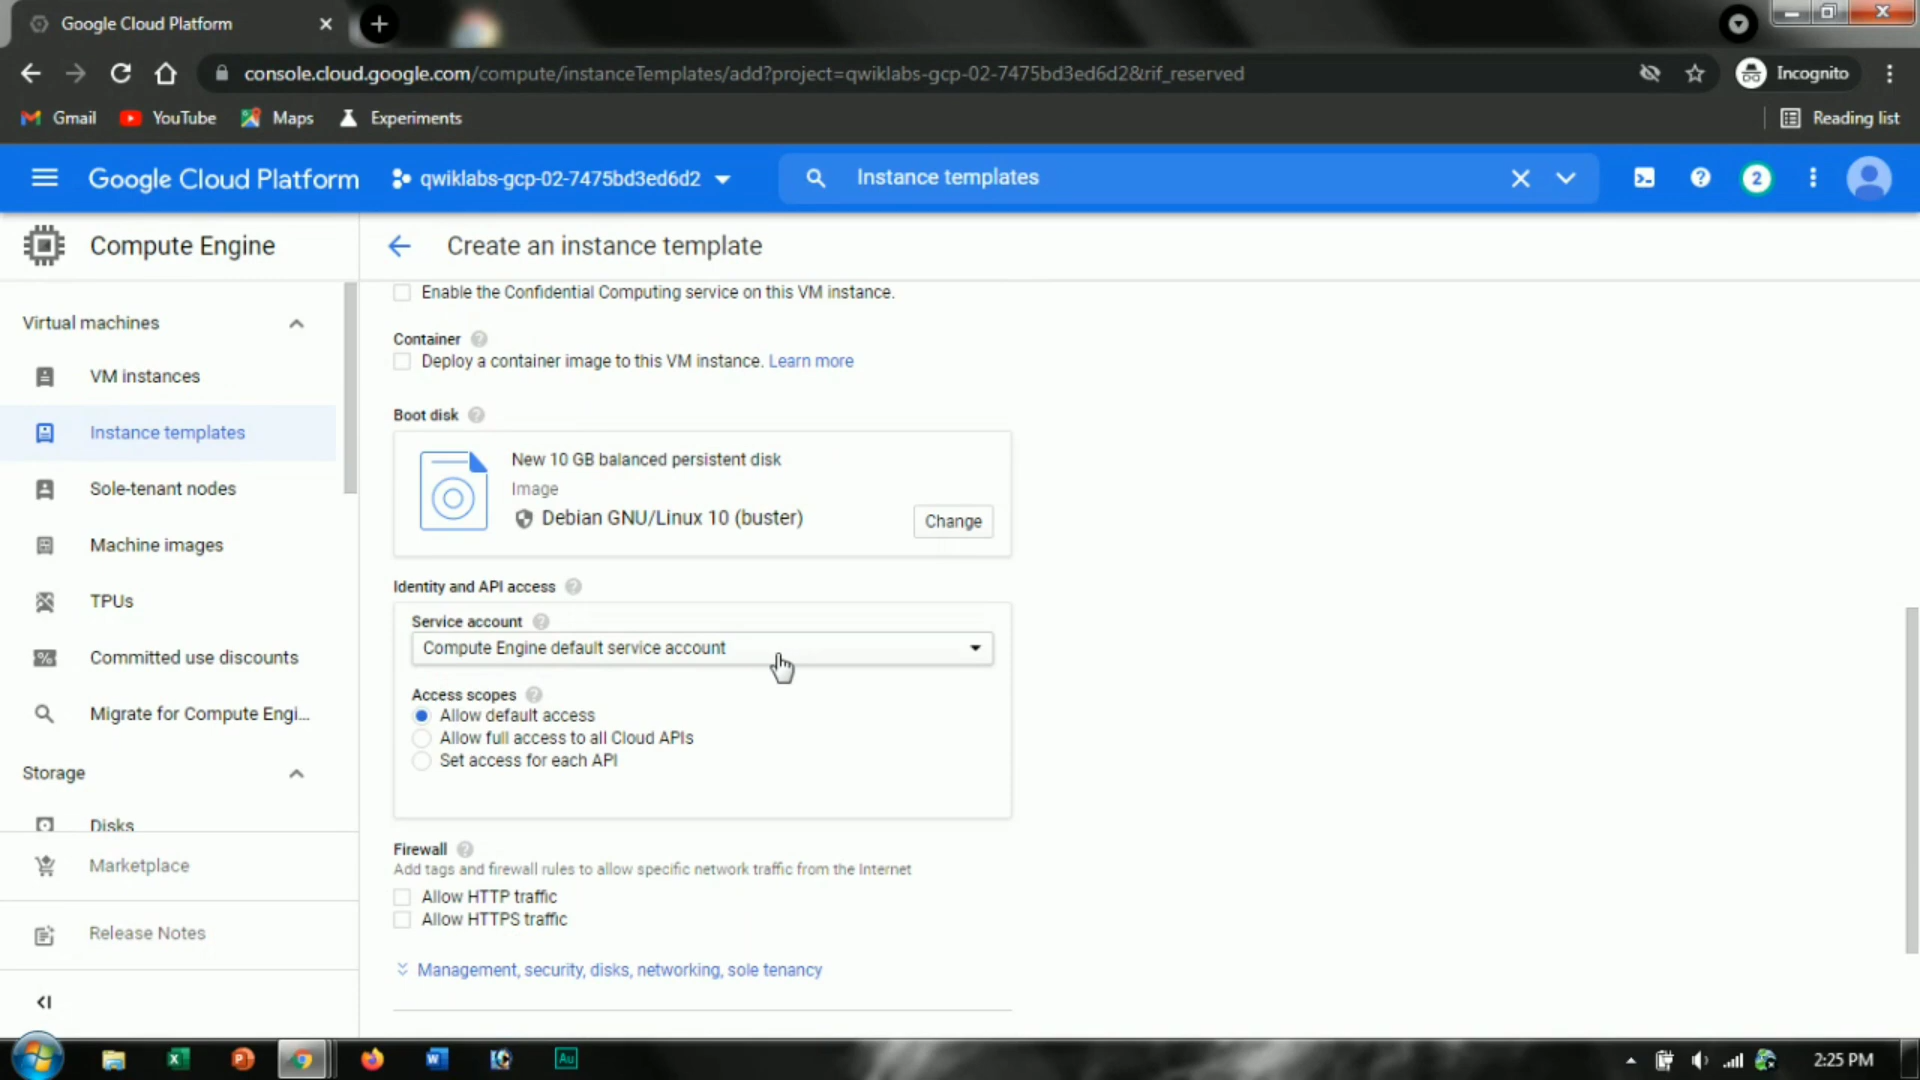 Google Cloud Platform
console.cloud.google.com/compute/instanceTemplates/add?project=qwiklabs-gcp-02-7475bd3ed6d2&rif_reserved
Incognito
Gmail
YouTube
Maps
Experiments
Reading list
Google Cloud Platform
qwiklabs-gcp-02-7475bd3ed6d2
Instance templates
2
Compute Engine
Create an instance template
Virtual machines
VM instances
Instance templates
Sole-tenant nodes
Machine images
TPUs
Committed use discounts
Migrate for Compute Engi...
Storage
Disks
Marketplace
Release Notes
Enable the Confidential Computing service on this VM instance.
Container
Deploy a container image to this VM instance. Learn more
Boot disk
New 10 GB balanced persistent disk
Image
Debian GNU/Linux 10 (buster)
Change
Identity and API access
Service account
Compute Engine default service account
Access scopes
Allow default access
Allow full access to all Cloud APIs
Set access for each API
Firewall
Add tags and firewall rules to allow specific network traffic from the Internet
Allow HTTP traffic
Allow HTTPS traffic
Management, security, disks, networking, sole tenancy
Au
2:25 PM